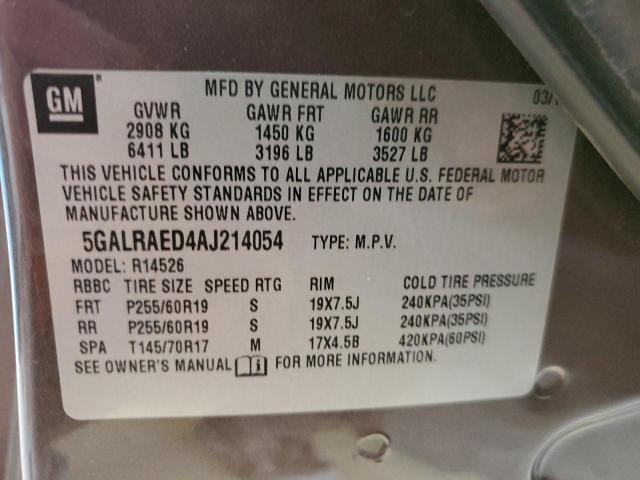 GM ®
MFD BY GENERAL MOTORS LLC 03/1
GVWR GAWR FRT GAWR RR
2908 KG 1450 KG 1600 KG
6411 LB 3196 LB 3527 LB
THIS VEHICLE CONFORMS TO ALL APPLICABLE U.S. FEDERAL MOTOR
VEHICLE SAFETY STANDARDS IN EFFECT ON THE DATE OF
MANUFACTURE SHOWN ABOVE.
5GALRAED4AJ214054 TYPE: M.P.V.
MODEL: R14526
RBBC TIRE SIZE SPEED RTG RIM COLD TIRE PRESSURE
FRT P255/60R19 S 19X7.5J 240KPA(35PSI)
RR P255/60R19 S 19X7.5J 240KPA(35PSI)
SPA T145/70R17 M 17X4.5B 420KPA(60PSI)
SEE OWNER'S MANUAL FOR MORE INFORMATION.